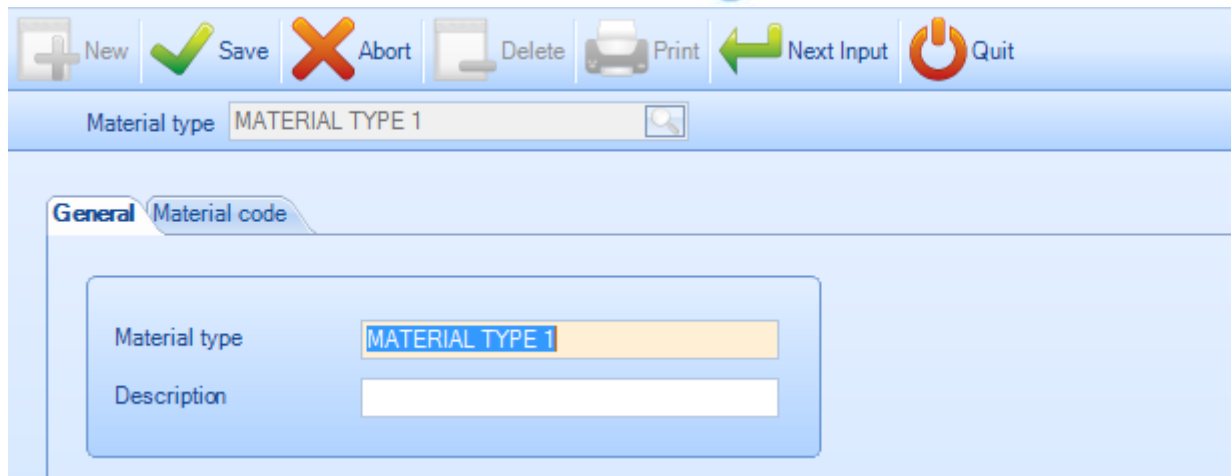 New Save Abort Delete Print Next Input Quit
Material type MATERIAL TYPE 1
General Material code
Material type MATERIAL TYPE 1
Description